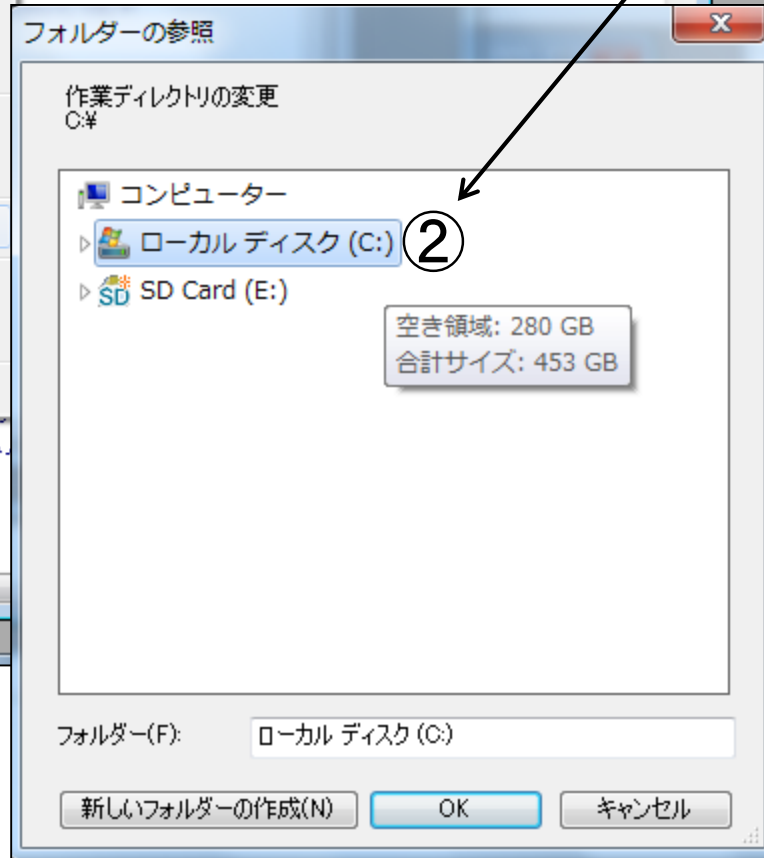 フォルダーの参照
作業ディレクトリの変更
C:¥
コンピューター
ローカル ディスク (C:)
②
SD Card (E:)
空き領域: 280 GB
合計サイズ: 453 GB
フォルダー(F):
ローカル ディスク (C:)
新しいフォルダーの作成(N)
OK
キャンセル